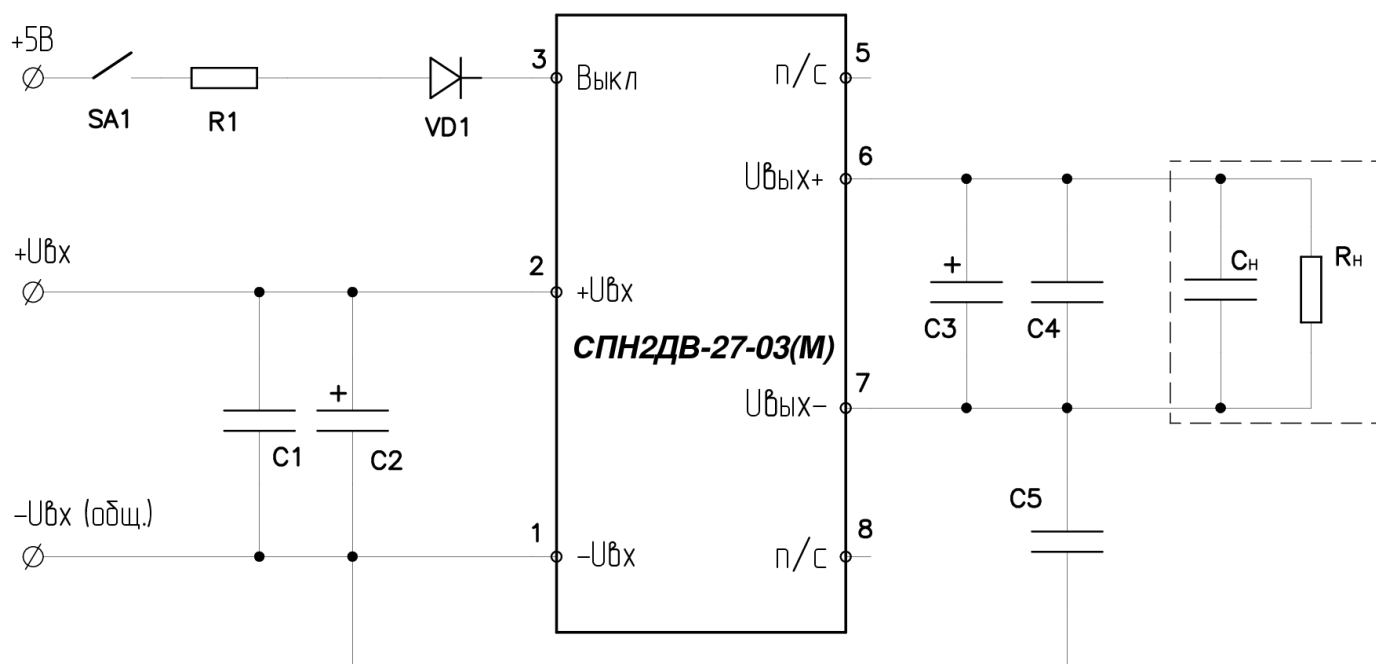 +5В
SA1
R1
VD1
3
Выкл
п/с
5
6
Uвых+
+Uвх
2
+Uвх
СПН2ДВ-27-03(М)
+
C3
C4
Cн
Rн
7
Uвых–
+
C1
C2
–Uвх (общ.)
1
–Uвх
п/с
8
C5